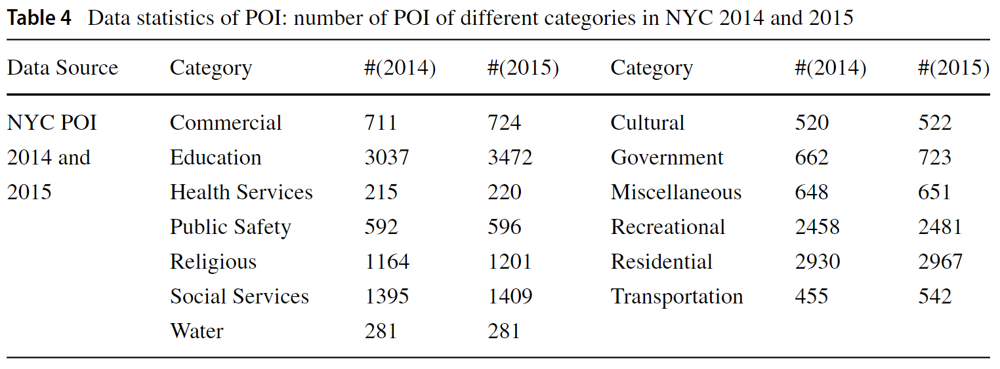 Table 4 Data statistics of POI: number of POI of different categories in NYC 2014 and 2015
Data Source Category #(2014) #(2015) Category #(2014) #(2015)
NYC POI Commercial 711 724 Cultural 520 522
2014 and Education 3037 3472 Government 662 723
2015 Health Services 215 220 Miscellaneous 648 651
Public Safety 592 596 Recreational 2458 2481
Religious 1164 1201 Residential 2930 2967
Social Services 1395 1409 Transportation 455 542
Water 281 281